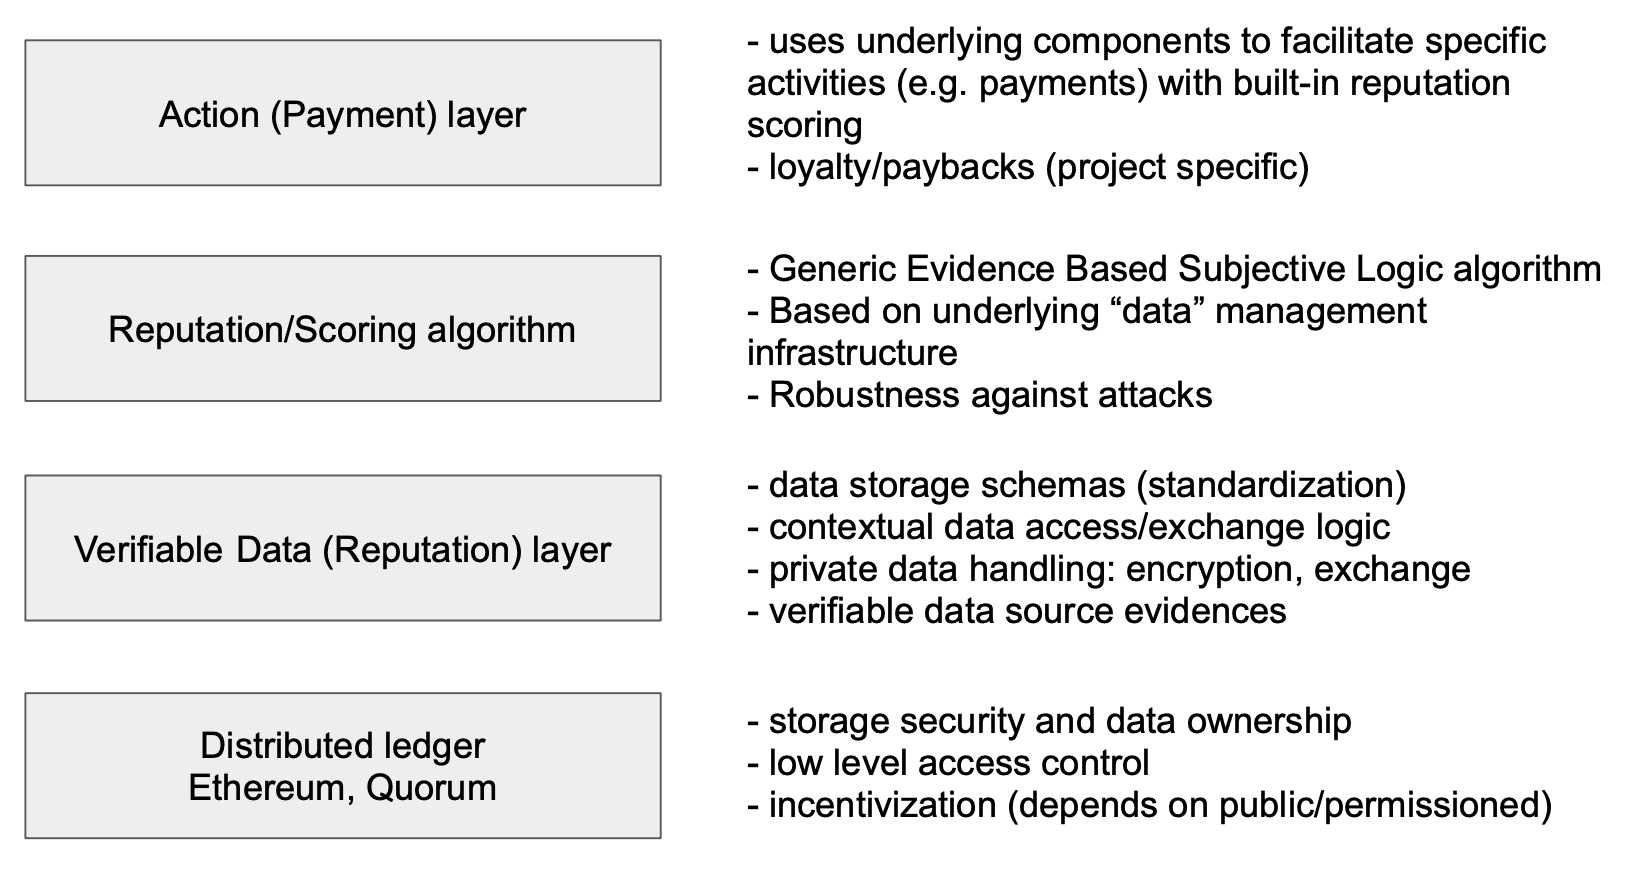 Action (Payment) layer
- uses underlying components to facilitate specific
activities (e.g. payments) with built-in reputation
scoring
- loyalty/paybacks (project specific)
Reputation/Scoring algorithm
- Generic Evidence Based Subjective Logic algorithm
- Based on underlying “data” management
infrastructure
- Robustness against attacks
Verifiable Data (Reputation) layer
- data storage schemas (standardization)
- contextual data access/exchange logic
- private data handling: encryption, exchange
- verifiable data source evidences
Distributed ledger
Ethereum, Quorum
- storage security and data ownership
- low level access control
- incentivization (depends on public/permissioned)